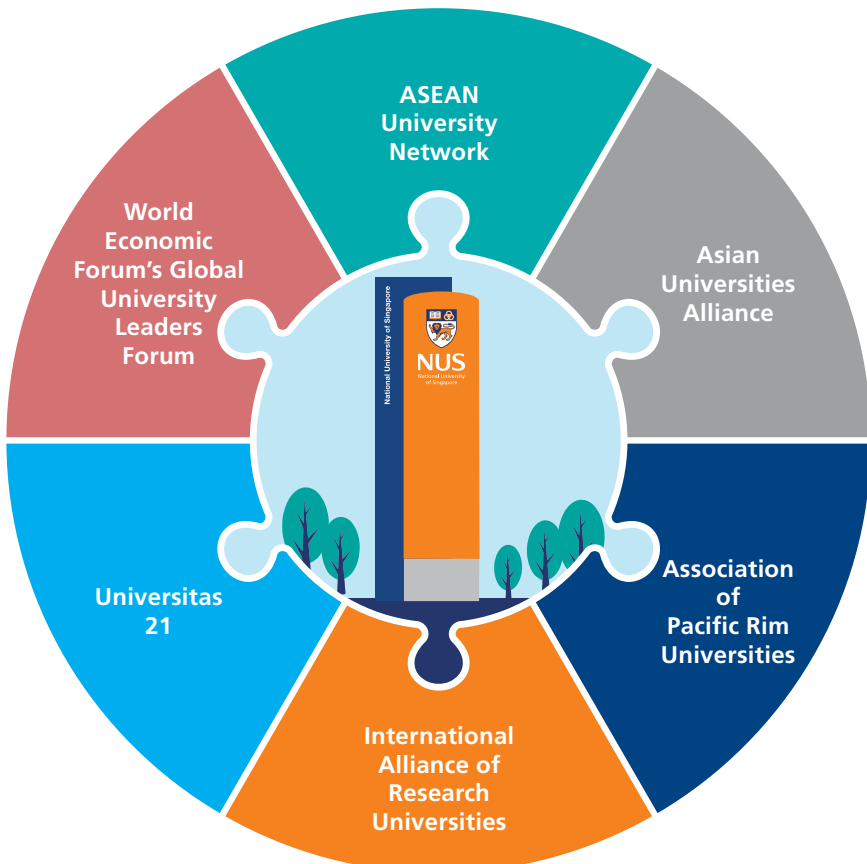 ASEAN
University
Network
Asian
Universities
Alliance
Association
of
Pacific Rim
Universities
International
Alliance of
Research
Universities
Universitas
21
World
Economic
Forum's Global
University
Leaders
Forum
National University of Singapore
NUS
National University
of Singapore